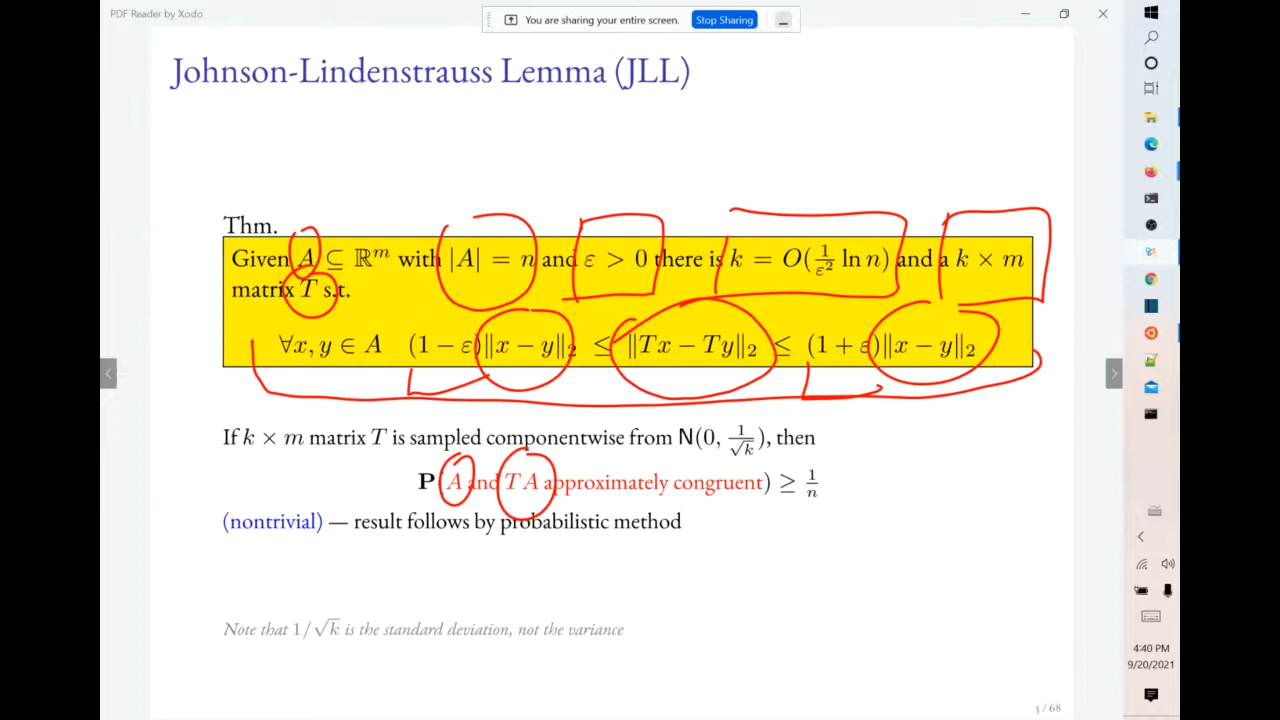 PDF Reader by Xodo
You are sharing your entire screen. Stop Sharing
Johnson-Lindenstrauss Lemma (JLL)
Thm.
Given A ⊆ ℝᵐ with |A| = n and ε > 0 there is k = O(1/ε² ln n) and a k × m
matrix T s.t.
∀x, y ∈ A (1 − ε)‖x − y‖₂ ≤ ‖Tx − Ty‖₂ ≤ (1 + ε)‖x − y‖₂
If k × m matrix T is sampled componentwise from N(0, 1/√k), then
P(A and TA approximately congruent) ≥ 1/n
(nontrivial) — result follows by probabilistic method
Note that 1/√k is the standard deviation, not the variance
4:40 PM
9/20/2021
5 / 68